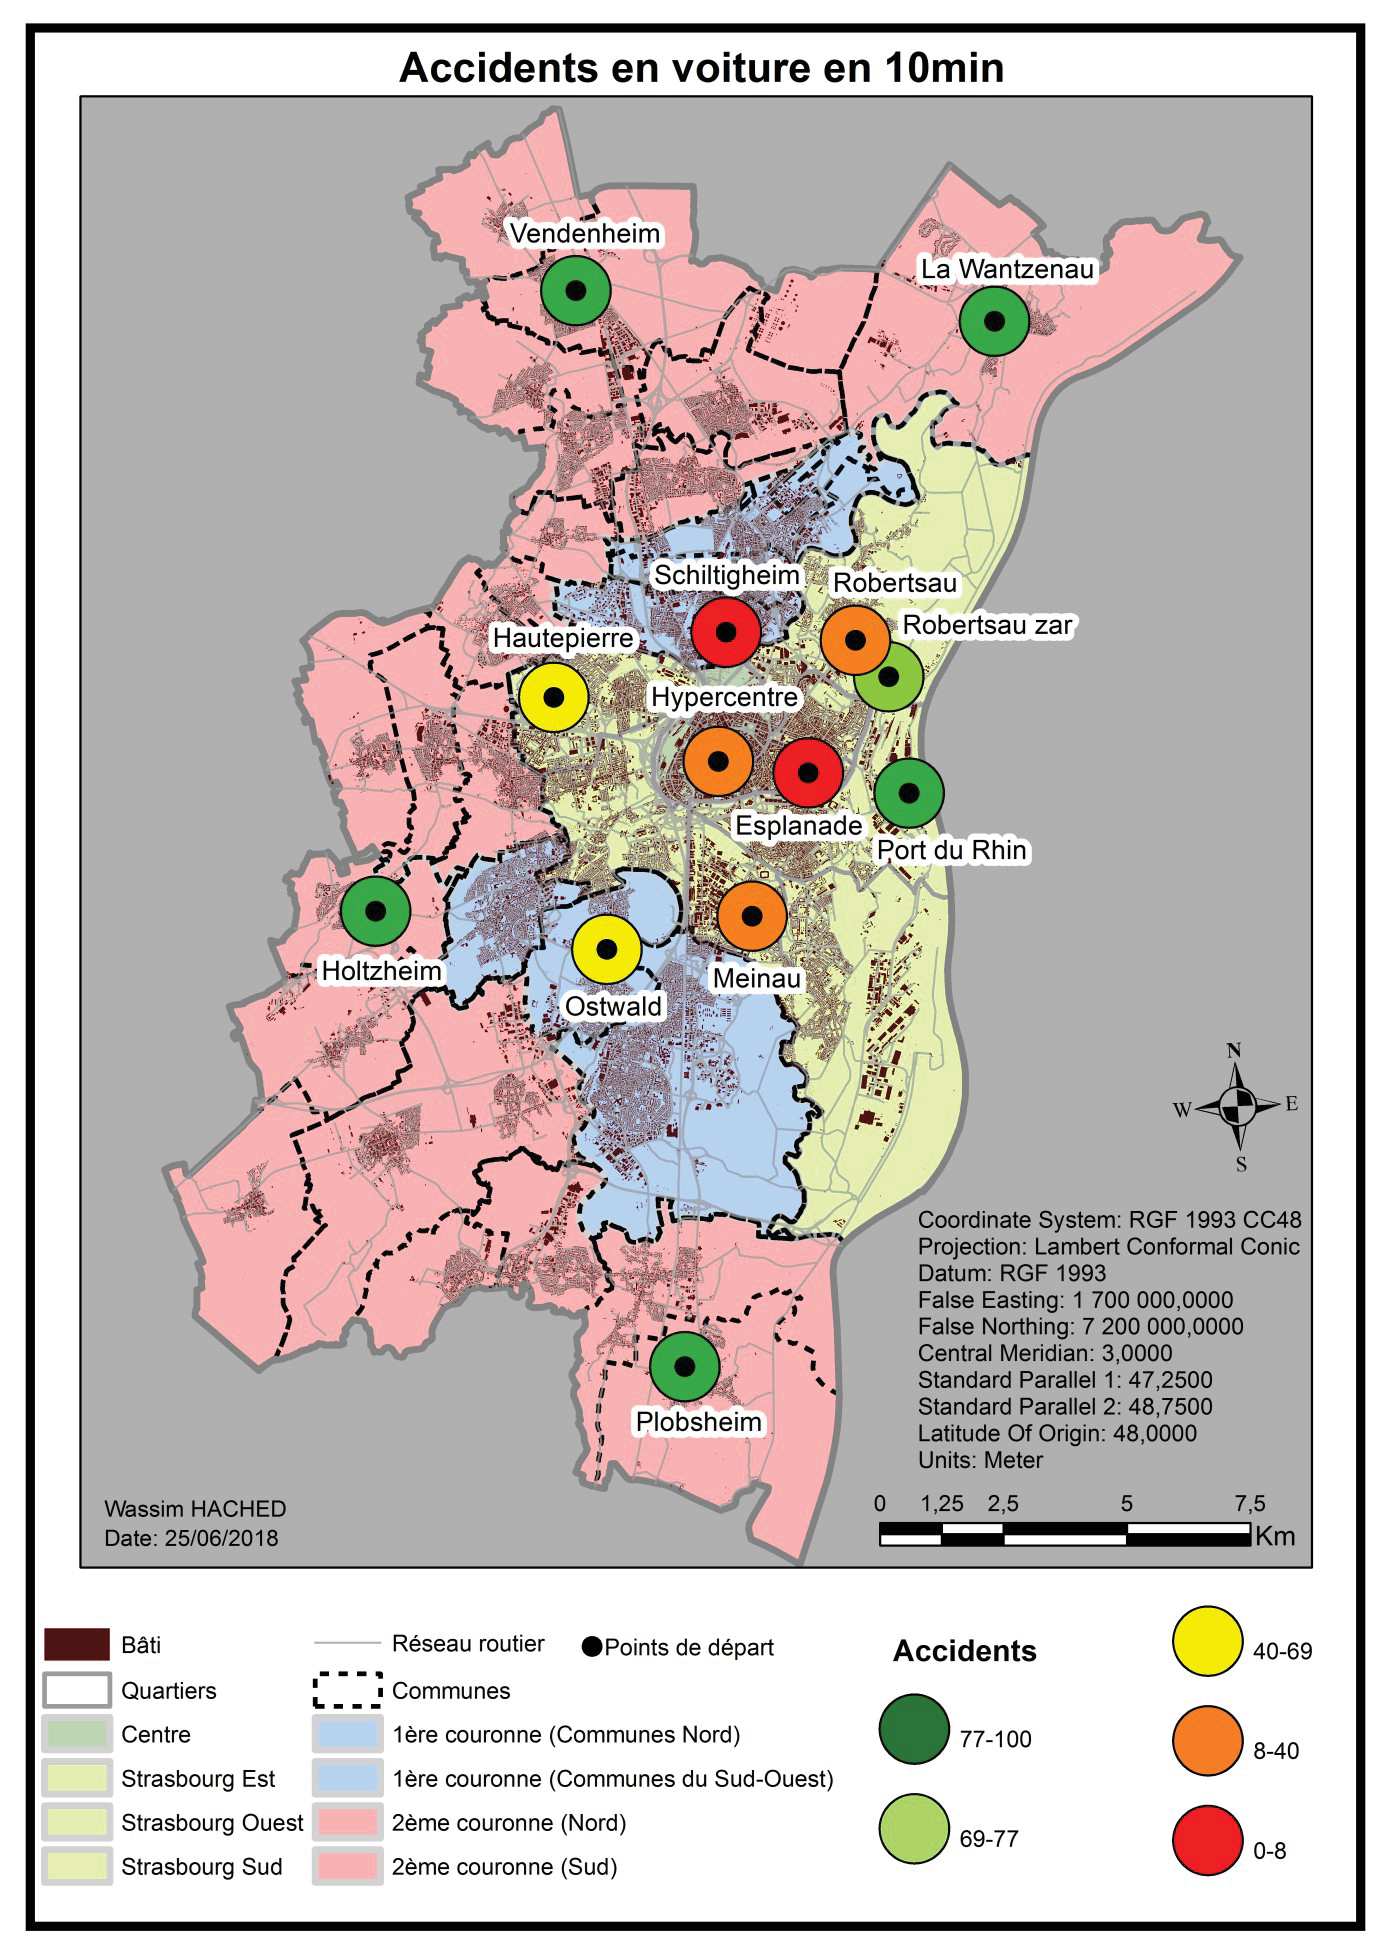 Accidents en voiture en 10min
Vendenheim
La Wantzenau
Schiltigheim
Robertsau
Robertsau zar
Hautepierre
Hypercentre
Esplanade
Port du Rhin
Holtzheim
Ostwald
Meinau
Plobsheim
N
W E
S
Coordinate System: RGF 1993 CC48
Projection: Lambert Conformal Conic
Datum: RGF 1993
False Easting: 1 700 000,0000
False Northing: 7 200 000,0000
Central Meridian: 3,0000
Standard Parallel 1: 47,2500
Standard Parallel 2: 48,7500
Latitude Of Origin: 48,0000
Units: Meter
0 1,25 2,5 5 7,5
Km
Wassim HACHED
Date: 25/06/2018
Bâti
Quartiers
Centre
Strasbourg Est
Strasbourg Ouest
Strasbourg Sud
Réseau routier
Communes
1ère couronne (Communes Nord)
1ère couronne (Communes du Sud-Ouest)
2ème couronne (Nord)
2ème couronne (Sud)
Points de départ
Accidents
77-100
69-77
40-69
8-40
0-8